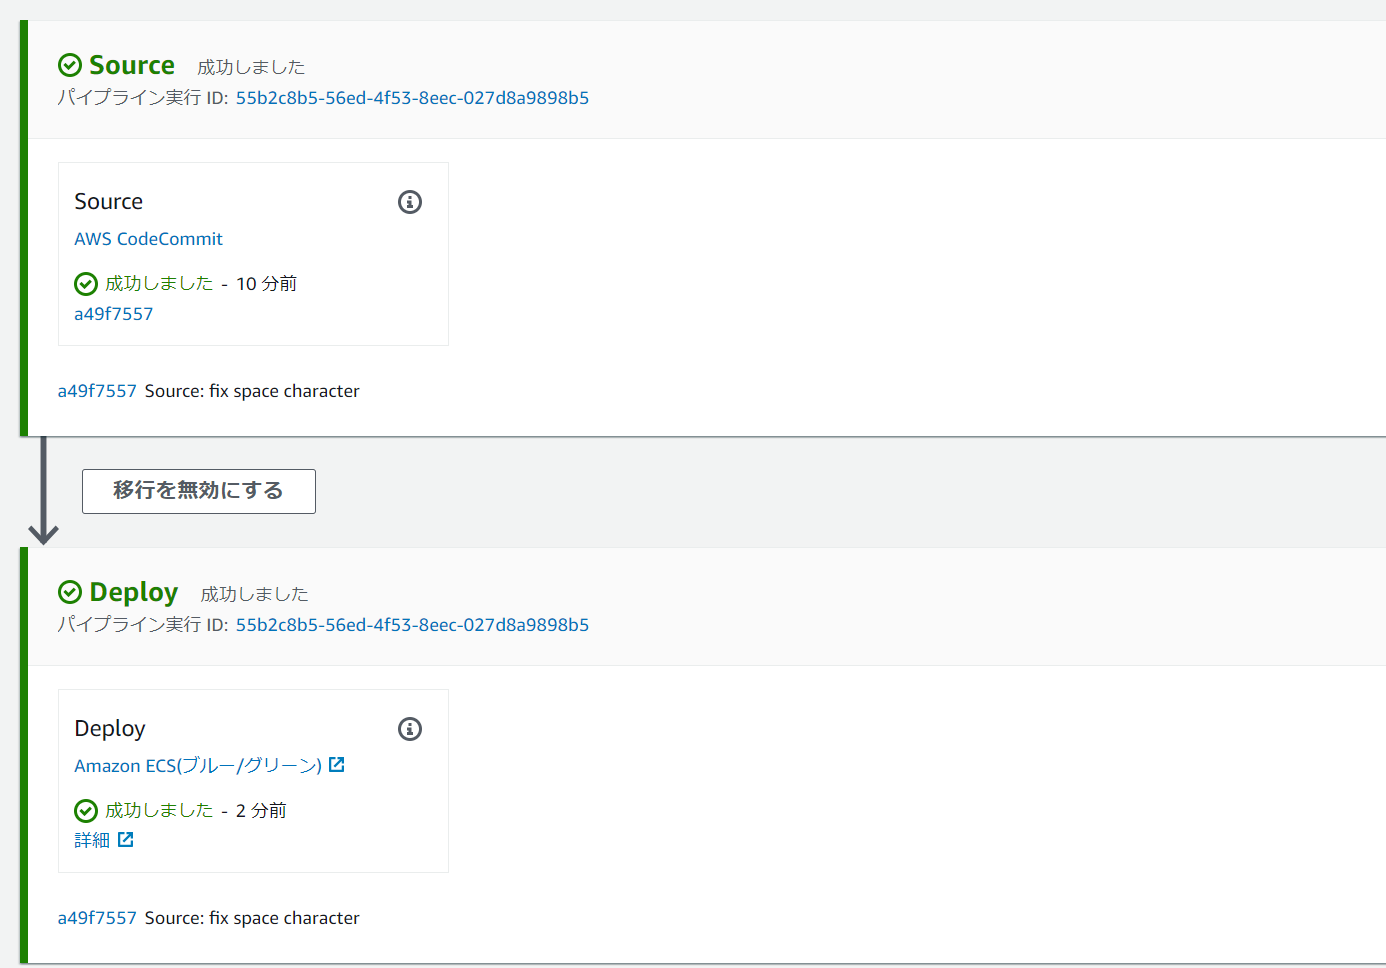 Source 成功しました
パイプライン実行 ID: 55b2c8b5-56ed-4f53-8eec-027d8a9898b5
Source
AWS CodeCommit
成功しました - 10 分前
a49f7557
a49f7557 Source: fix space character
移行を無効にする
Deploy 成功しました
パイプライン実行 ID: 55b2c8b5-56ed-4f53-8eec-027d8a9898b5
Deploy
Amazon ECS(ブルー/グリーン)
成功しました - 2 分前
詳細
a49f7557 Source: fix space character